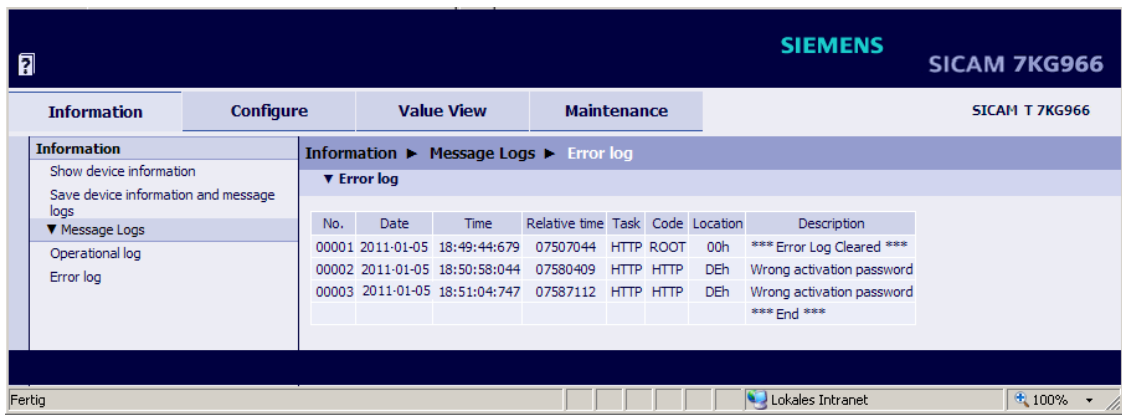 SIEMENS
SICAM 7KG966
?
Information Configure Value View Maintenance SICAM T 7KG966
Information
Show device information
Save device information and message
logs
▼ Message Logs
Operational log
Error log
Information ► Message Logs ► Error log
▼ Error log
No. Date Time Relative time Task Code Location Description
00001 2011-01-05 18:49:44:679 07507044 HTTP ROOT 00h *** Error Log Cleared ***
00002 2011-01-05 18:50:58:044 07580409 HTTP HTTP DEh Wrong activation password
00003 2011-01-05 18:51:04:747 07587112 HTTP HTTP DEh Wrong activation password
*** End ***
Fertig Lokales Intranet 100%